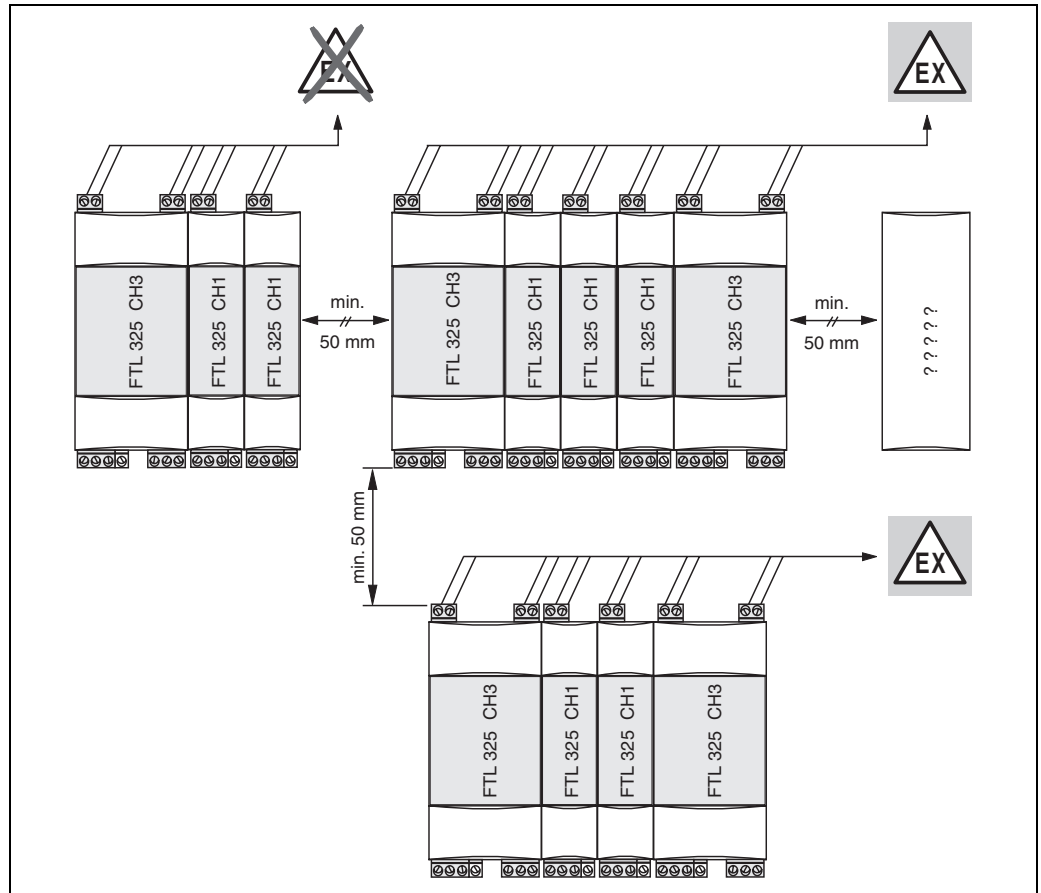 EX
EX
FTL 325 CH3
FTL 325 CH1
FTL 325 CH1
min.
50 mm
FTL 325 CH3
FTL 325 CH1
FTL 325 CH1
FTL 325 CH1
FTL 325 CH3
min.
50 mm
? ? ? ? ?
min. 50 mm
EX
FTL 325 CH3
FTL 325 CH1
FTL 325 CH1
FTL 325 CH3